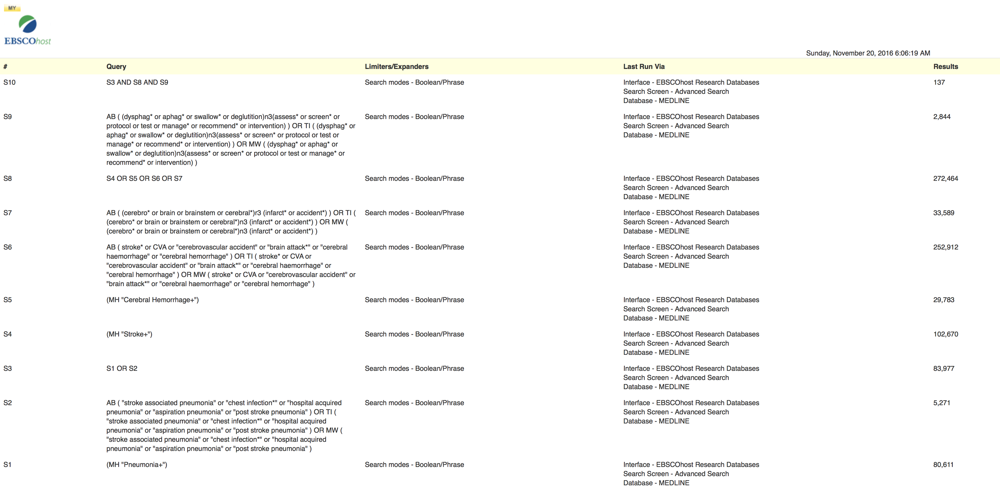 MY
EBSCOhost
Sunday, November 20, 2016 6:06:19 AM
# Query Limiters/Expanders Last Run Via Results
S10 S3 AND S8 AND S9 Search modes - Boolean/Phrase Interface - EBSCOhost Research Databases 137
Search Screen - Advanced Search
Database - MEDLINE
S9 AB ( (dysphag* or aphag* or swallow* or deglutition)n3(assess* or screen* or Search modes - Boolean/Phrase Interface - EBSCOhost Research Databases 2,844
protocol or test or manage* or recommend* or intervention) ) OR TI ( (dysphag* or Search Screen - Advanced Search
aphag* or swallow* or deglutition)n3(assess* or screen* or protocol or test or Database - MEDLINE
manage* or recommend* or intervention) ) OR MW ( (dysphag* or aphag* or
swallow* or deglutition)n3(assess* or screen* or protocol or test or manage* or
recommend* or intervention) )
S8 S4 OR S5 OR S6 OR S7 Search modes - Boolean/Phrase Interface - EBSCOhost Research Databases 272,464
Search Screen - Advanced Search
Database - MEDLINE
S7 AB ( (cerebro* or brain or brainstem or cerebral*)r3 (infarct* or accident*) ) OR TI ( Search modes - Boolean/Phrase Interface - EBSCOhost Research Databases 33,589
(cerebro* or brain or brainstem or cerebral*)n3 (infarct* or accident*) ) OR MW ( Search Screen - Advanced Search
(cerebro* or brain or brainstem or cerebral*)n3 (infarct* or accident*) ) Database - MEDLINE
S6 AB ( stroke* or CVA or "cerebrovascular accident" or "brain attack*" or "cerebral Search modes - Boolean/Phrase Interface - EBSCOhost Research Databases 252,912
haemorrhage" or "cerebral hemorrhage" ) OR TI ( stroke* or CVA or Search Screen - Advanced Search
"cerebrovascular accident" or "brain attack*" or "cerebral haemorrhage" or Database - MEDLINE
"cerebral hemorrhage" ) OR MW ( stroke* or CVA or "cerebrovascular accident" or
"brain attack*" or "cerebral haemorrhage" or "cerebral hemorrhage" )
S5 (MH "Cerebral Hemorrhage+") Search modes - Boolean/Phrase Interface - EBSCOhost Research Databases 29,783
Search Screen - Advanced Search
Database - MEDLINE
S4 (MH "Stroke+") Search modes - Boolean/Phrase Interface - EBSCOhost Research Databases 102,670
Search Screen - Advanced Search
Database - MEDLINE
S3 S1 OR S2 Search modes - Boolean/Phrase Interface - EBSCOhost Research Databases 83,977
Search Screen - Advanced Search
Database - MEDLINE
S2 AB ( "stroke associated pneumonia" or "chest infection*" or "hospital acquired Search modes - Boolean/Phrase Interface - EBSCOhost Research Databases 5,271
pneumonia" or "aspiration pneumonia" or "post stroke pneumonia" ) OR TI ( Search Screen - Advanced Search
"stroke associated pneumonia" or "chest infection*" or "hospital acquired Database - MEDLINE
pneumonia" or "aspiration pneumonia" or "post stroke pneumonia" ) OR MW (
"stroke associated pneumonia" or "chest infection*" or "hospital acquired
pneumonia" or "aspiration pneumonia" or "post stroke pneumonia" )
S1 (MH "Pneumonia+") Search modes - Boolean/Phrase Interface - EBSCOhost Research Databases 80,611
Search Screen - Advanced Search
Database - MEDLINE